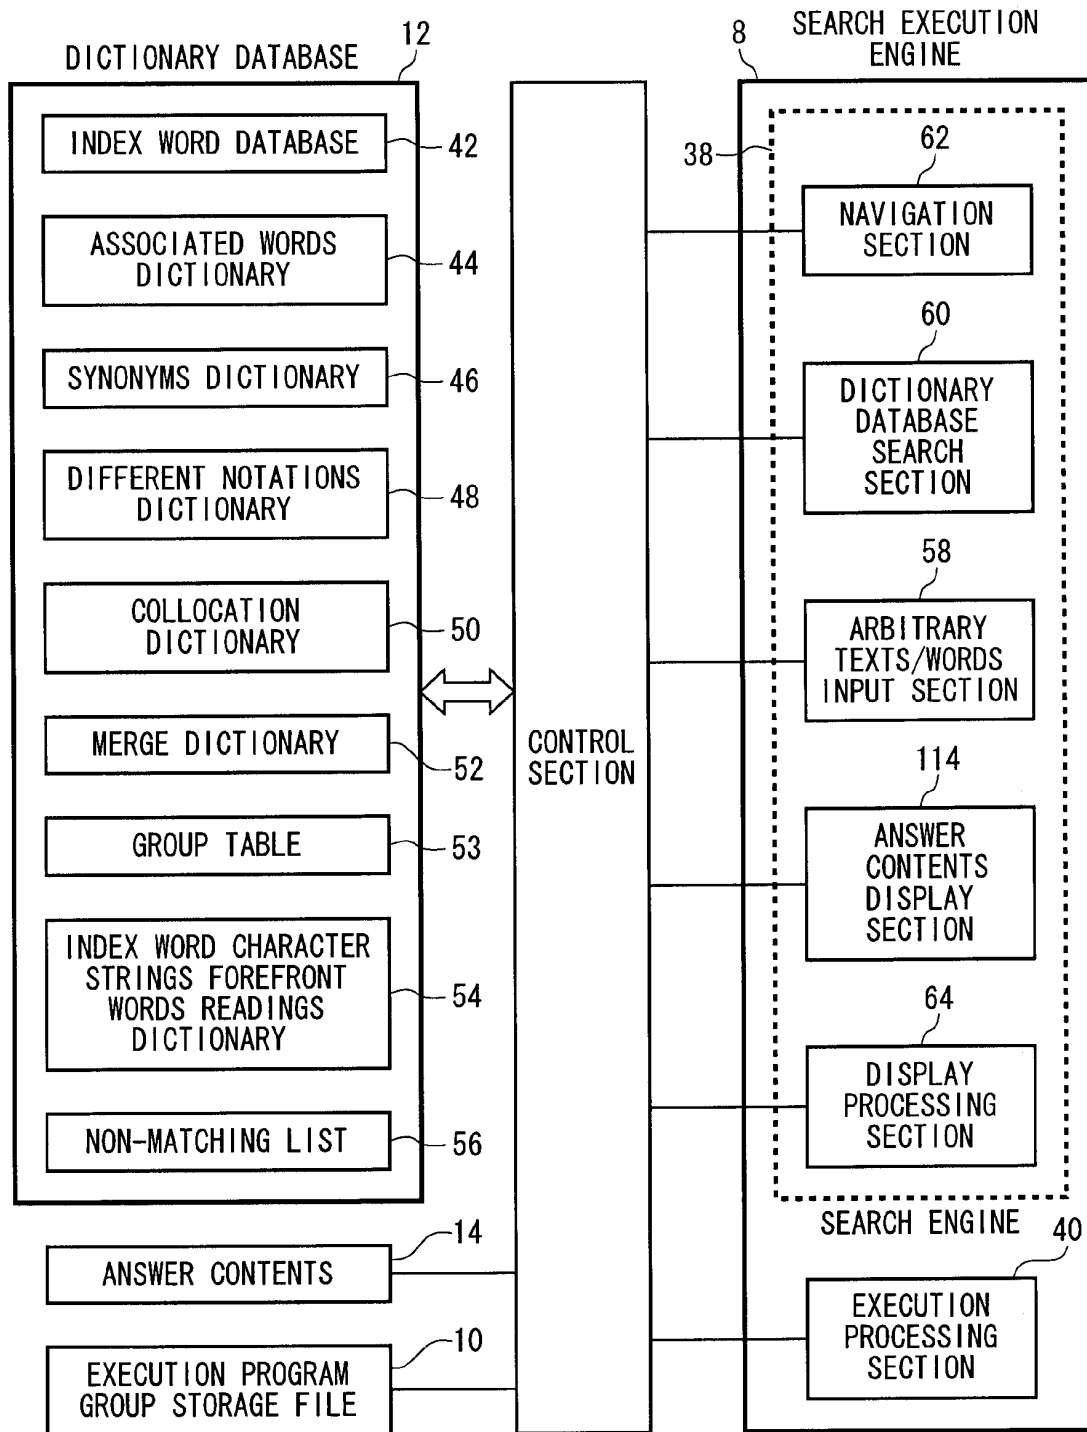 DICTIONARY DATABASE
12
INDEX WORD DATABASE
42
ASSOCIATED WORDS
DICTIONARY
44
SYNONYMS DICTIONARY
46
DIFFERENT NOTATIONS
DICTIONARY
48
COLLOCATION
DICTIONARY
50
MERGE DICTIONARY
52
GROUP TABLE
53
INDEX WORD CHARACTER
STRINGS FOREFRONT
WORDS READINGS
DICTIONARY
54
NON-MATCHING LIST
56
ANSWER CONTENTS
14
EXECUTION PROGRAM
GROUP STORAGE FILE
10
CONTROL
SECTION
8
SEARCH EXECUTION
ENGINE
38
62
NAVIGATION
SECTION
60
DICTIONARY
DATABASE
SEARCH
SECTION
58
ARBITRARY
TEXTS/WORDS
INPUT SECTION
114
ANSWER
CONTENTS
DISPLAY
SECTION
64
DISPLAY
PROCESSING
SECTION
SEARCH ENGINE
40
EXECUTION
PROCESSING
SECTION